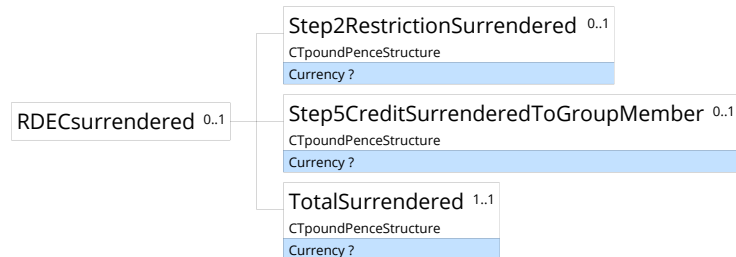 Step2RestrictionSurrendered 0..1
CTpoundPenceStructure
Currency ?
RDECsurrendered 0..1
Step5CreditSurrenderedToGroupMember 0..1
CTpoundPenceStructure
Currency ?
TotalSurrendered 1..1
CTpoundPenceStructure
Currency ?